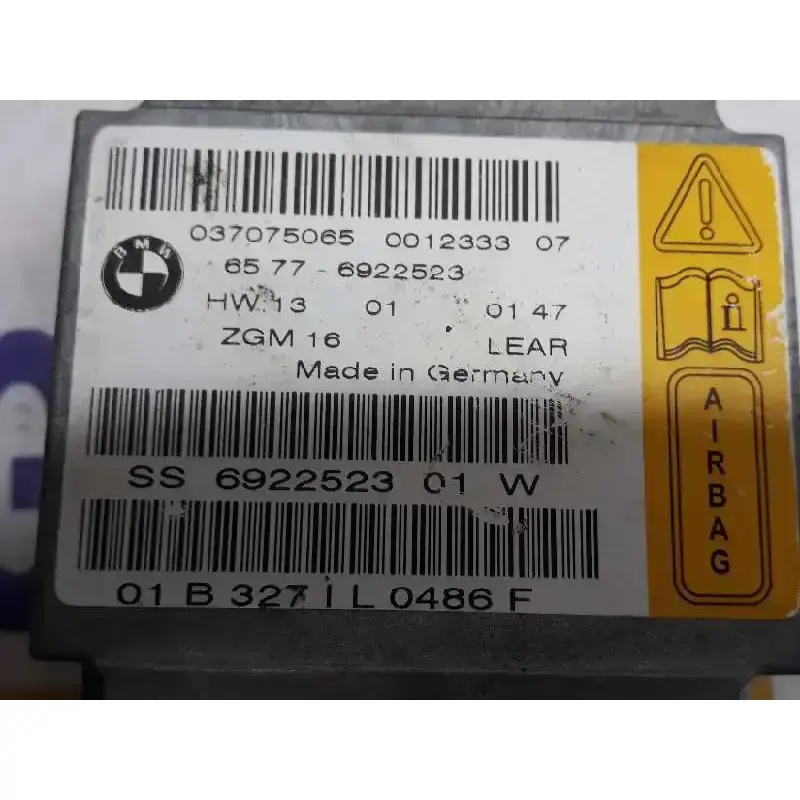 037075065 0012333 07
BMW
65.77 - 6922523
HW:13 01 01 47
ZGM 16 LEAR
Made in Germany
SS 6922523 01 W
01 B 327 i L 0486 F
!
i
AIRBAG